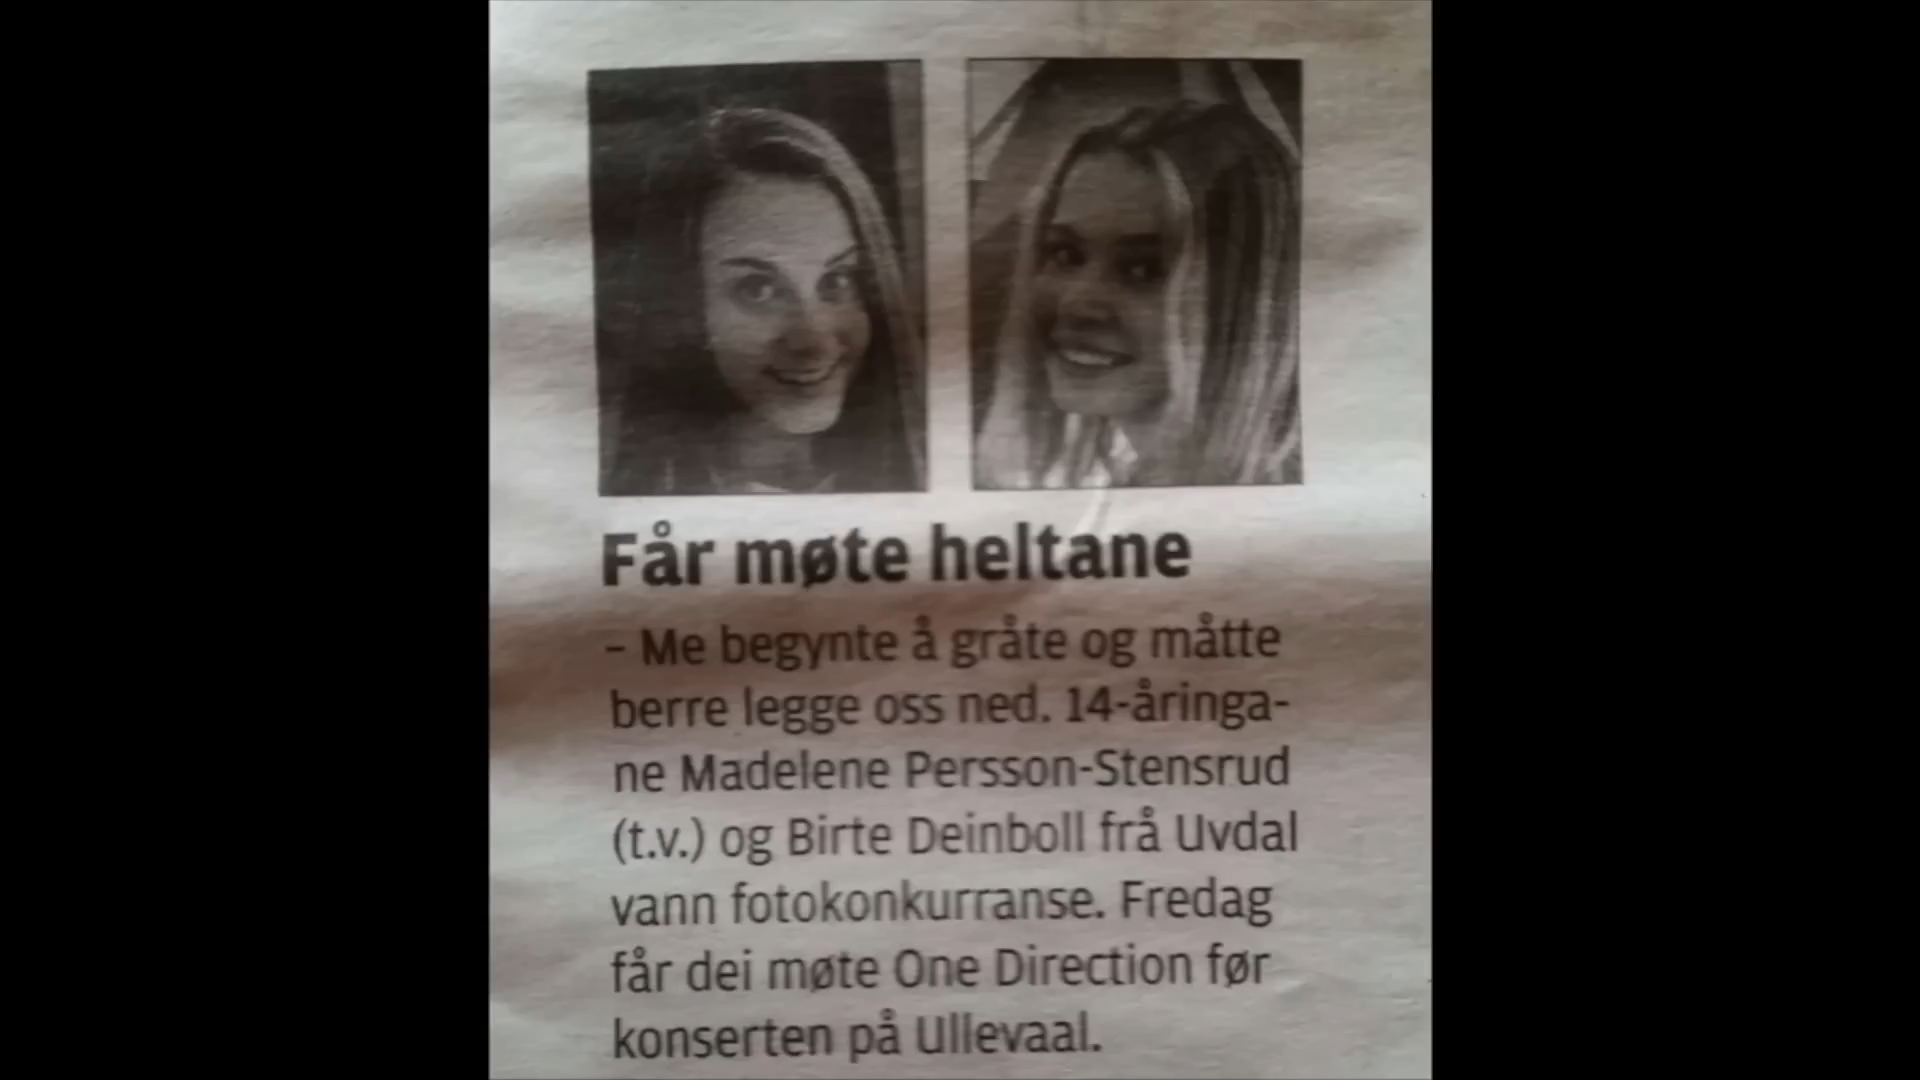 Får møte heltane
– Me begynte å gråte og måtte
berre legge oss ned. 14-åringa-
ne Madelene Persson-Stensrud
(t.v.) og Birte Deinboll frå Uvdal
vann fotokonkurranse. Fredag
får dei møte One Direction før
konserten på Ullevaal.